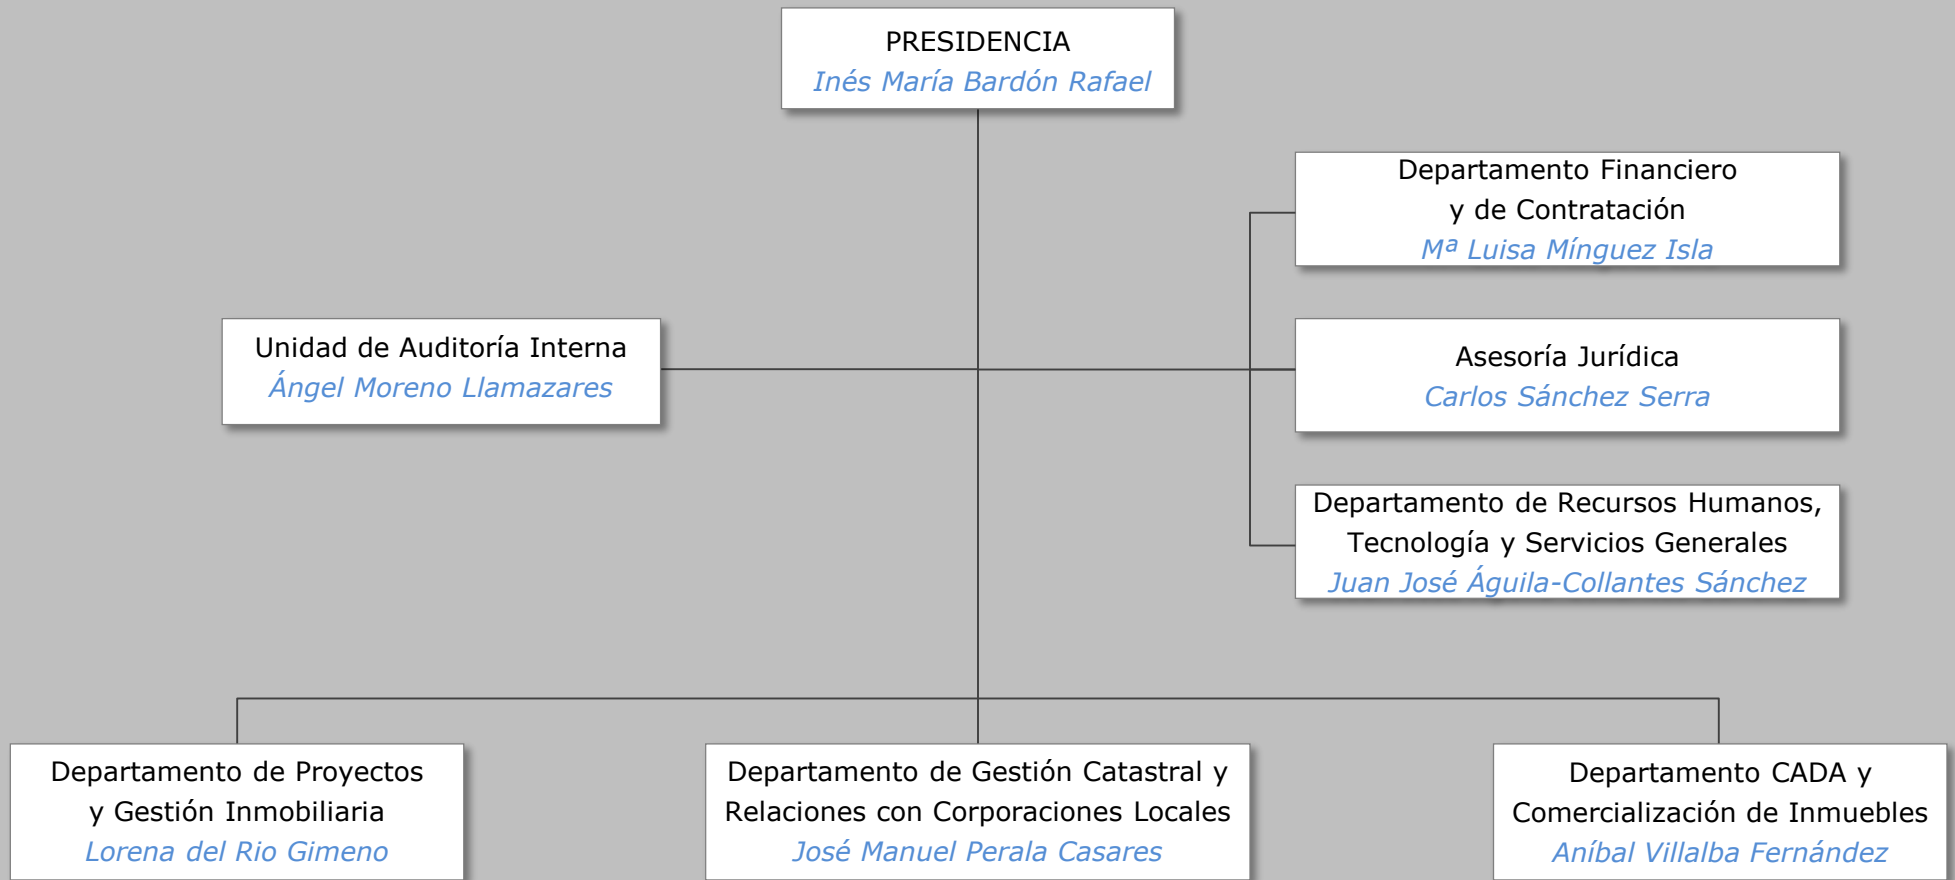 PRESIDENCIA
Inés María Bardón Rafael
Departamento Financiero
y de Contratación
Mª Luisa Mínguez Isla
Unidad de Auditoría Interna
Ángel Moreno Llamazares
Asesoría Jurídica
Carlos Sánchez Serra
Departamento de Recursos Humanos,
Tecnología y Servicios Generales
Juan José Águila-Collantes Sánchez
Departamento de Proyectos
y Gestión Inmobiliaria
Lorena del Rio Gimeno
Departamento de Gestión Catastral y
Relaciones con Corporaciones Locales
José Manuel Perala Casares
Departamento CADA y
Comercialización de Inmuebles
Aníbal Villalba Fernández